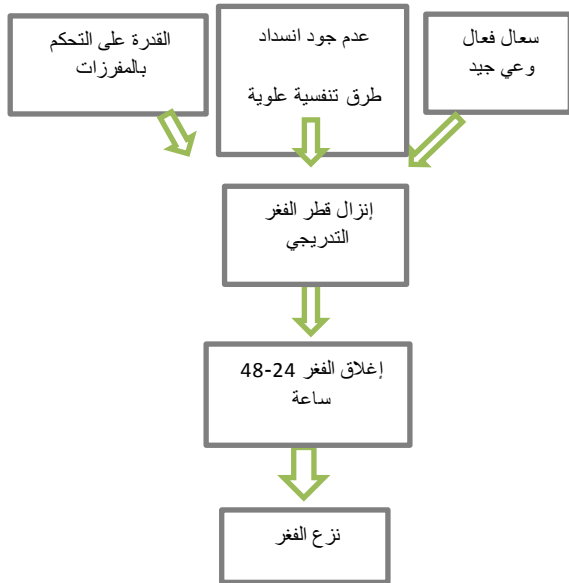 سعال فعال
وعي جيد
عدم جود انسداد
طرق تنفسية علوية
القدرة على التحكم
بالمفرزات
إنزال قطر الفغر
التدريجي
إغلاق الفغر 24-48
ساعة
نزع الفغر